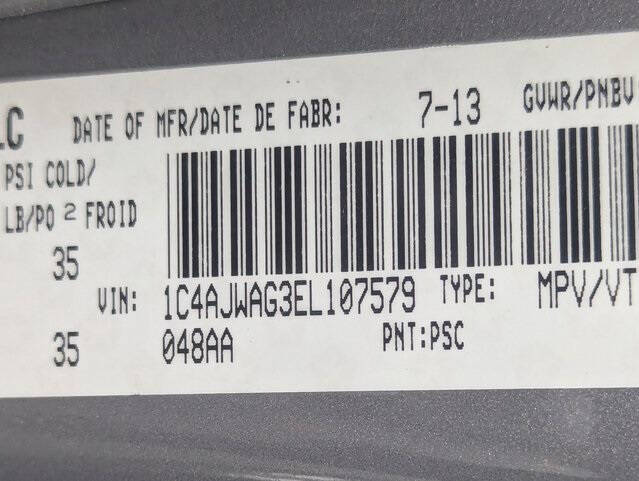 LC DATE OF MFR/DATE DE FABR: 7-13 GVWR/PNBV
PSI COLD/
LB/PO 2 FROID
35
VIN: 1C4AJWAG3EL107579 TYPE: MPV/VT
35 048AA PNT:PSC